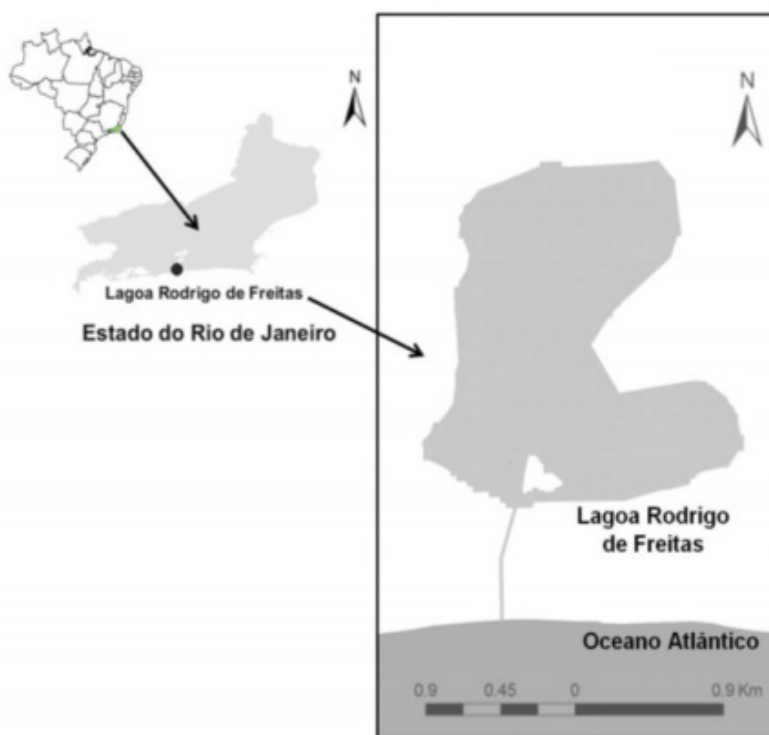 N
Lagoa Rodrigo de Freitas
Estado do Rio de Janeiro
N
Lagoa Rodrigo
de Freitas
Oceano Atlântico
0.9 0.45 0 0.9 Km